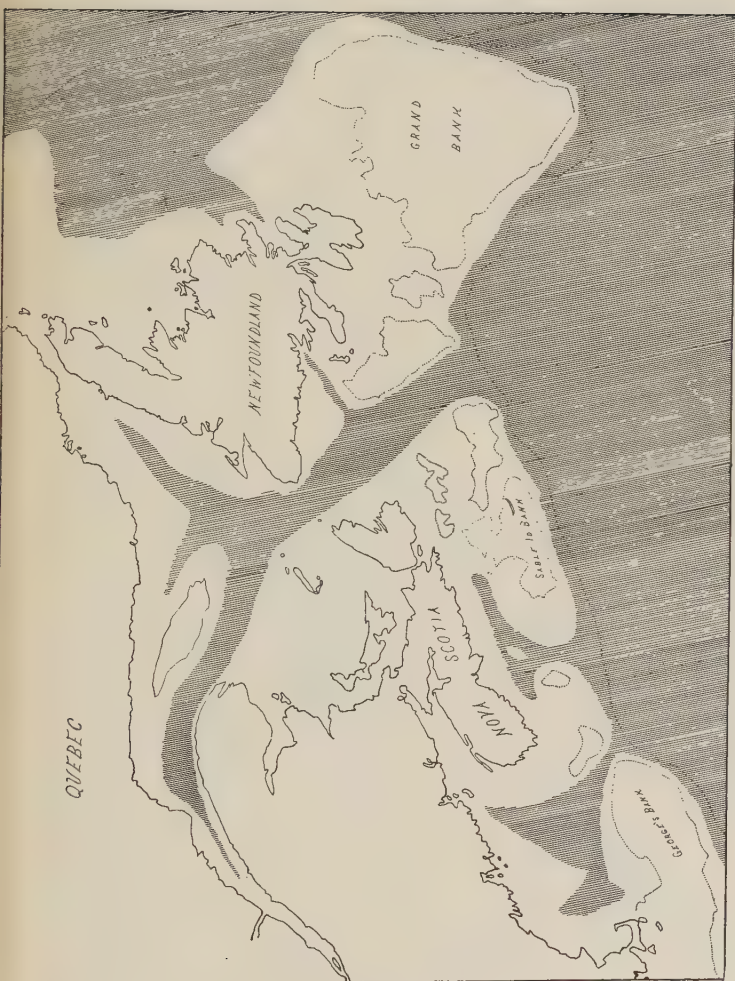 QUEBEC
NEWFOUNDLAND
GRAND
BANK
NOVA
SCOTIA
SABLE ID BANK
GEORGE'S BANK